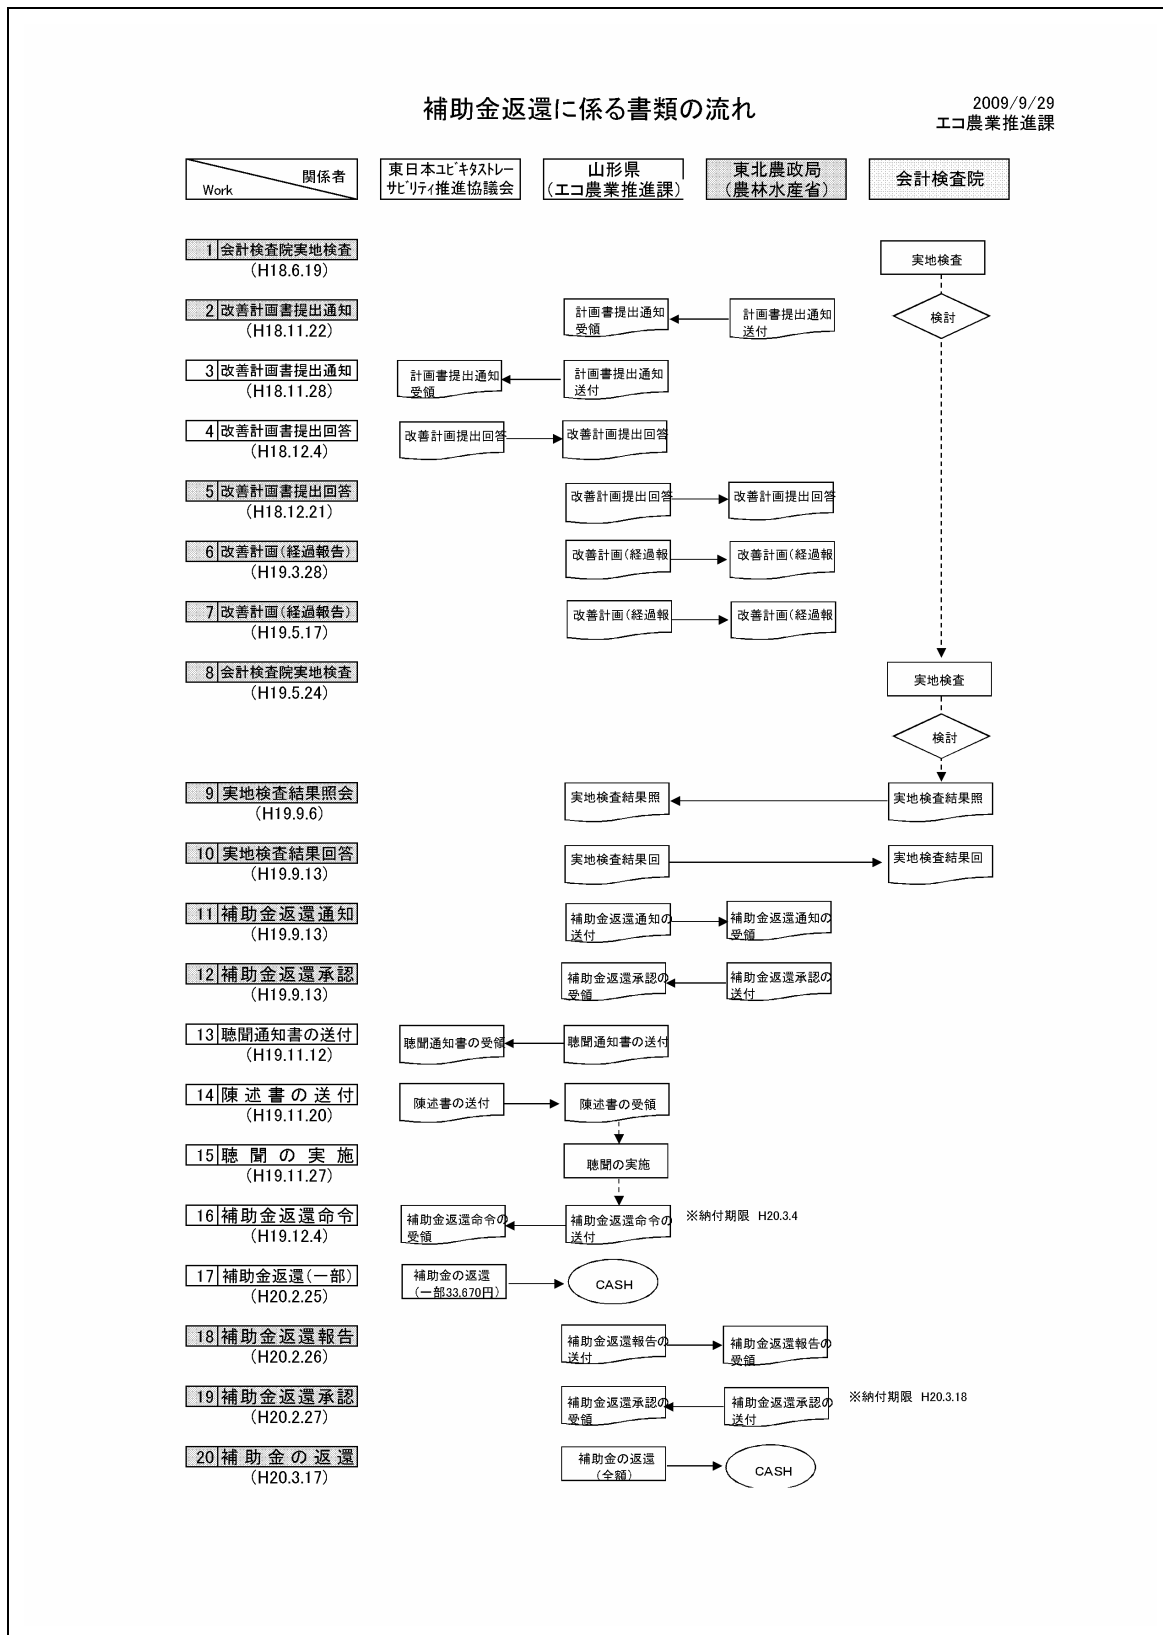 補助金返還に係る書類の流れ
2009/9/29
エコ農業推進課
関係者
Work
東日本ユビキタストレー
サビリティ推進協議会
山形県
(エコ農業推進課)
東北農政局
(農林水産省)
会計検査院
1 会計検査院実地検査
(H18.6.19)
実地検査
2 改善計画書提出通知
(H18.11.22)
計画書提出通知
受領
計画書提出通知
送付
検討
3 改善計画書提出通知
(H18.11.28)
計画書提出通知
受領
計画書提出通知
送付
4 改善計画書提出回答
(H18.12.4)
改善計画提出回答
改善計画提出回答
5 改善計画書提出回答
(H18.12.21)
改善計画提出回答
改善計画提出回答
6 改善計画(経過報告)
(H19.3.28)
改善計画(経過報
改善計画(経過報
7 改善計画(経過報告)
(H19.5.17)
改善計画(経過報
改善計画(経過報
8 会計検査院実地検査
(H19.5.24)
実地検査
検討
9 実地検査結果照会
(H19.9.6)
実地検査結果照
実地検査結果照
10 実地検査結果回答
(H19.9.13)
実地検査結果回
実地検査結果回
11 補助金返還通知
(H19.9.13)
補助金返還通知の
送付
補助金返還通知の
受領
12 補助金返還承認
(H19.9.13)
補助金返還承認の
受領
補助金返還承認の
送付
13 聴聞通知書の送付
(H19.11.12)
聴聞通知書の受領
聴聞通知書の送付
14 陳述書の送付
(H19.11.20)
陳述書の送付
陳述書の受領
15 聴聞の実施
(H19.11.27)
聴聞の実施
16 補助金返還命令
(H19.12.4)
補助金返還命令の
受領
補助金返還命令の
送付
※納付期限 H20.3.4
17 補助金返還(一部)
(H20.2.25)
補助金の返還
(一部33,670円)
CASH
18 補助金返還報告
(H20.2.26)
補助金返還報告の
送付
補助金返還報告の
受領
19 補助金返還承認
(H20.2.27)
補助金返還承認の
受領
補助金返還承認の
送付
※納付期限 H20.3.18
20 補助金の返還
(H20.3.17)
補助金の返還
(全額)
CASH